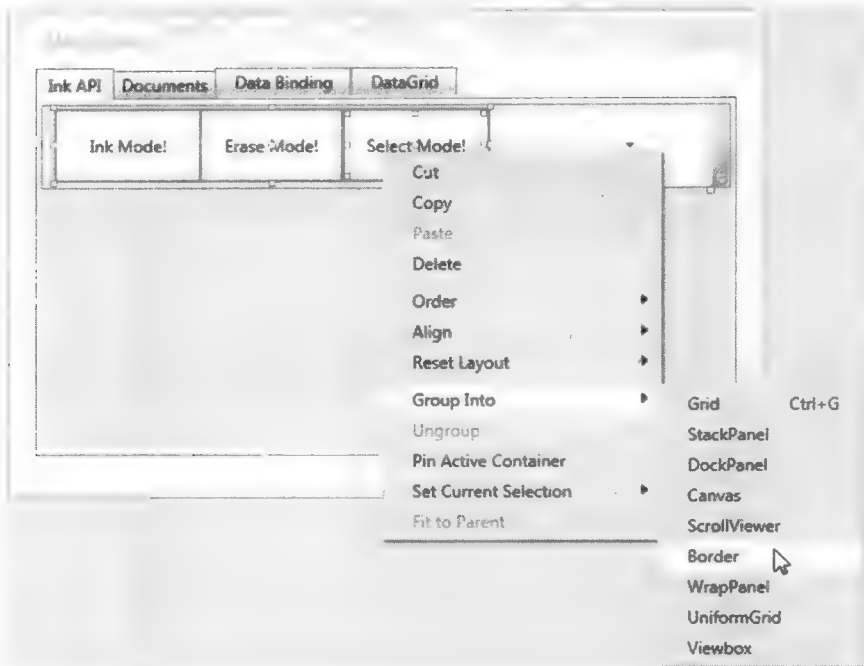 Ink API Documents Data Binding DataGrid
Ink Mode! Erase Mode! Select Mode!
Cut
Copy
Paste
Delete
Order
Align
Reset Layout
Group Into
Ungroup
Pin Active Container
Set Current Selection
Fit to Parent
Grid Ctrl+G
StackPanel
DockPanel
Canvas
ScrollViewer
Border
WrapPanel
UniformGrid
Viewbox